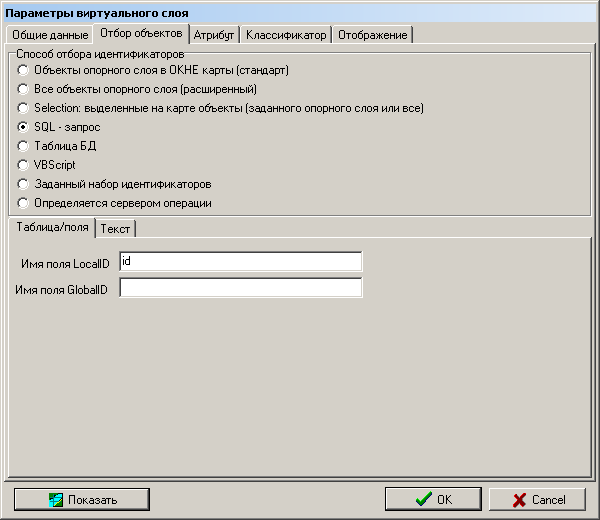 Параметры виртуального слоя
Общие данные Отбор объектов Атрибут Классификатор Отображение
Способ отбора идентификаторов
Объекты опорного слоя в ОКНЕ карты (стандарт)
Все объекты опорного слоя (расширенный)
Selection: выделенные на карте объекты (заданного опорного слоя или все)
SQL - запрос
Таблица БД
VBScript
Заданный набор идентификаторов
Определяется сервером операции
Таблица/поля Текст
Имя поля LocalID id
Имя поля GlobalID
Показать OK Cancel